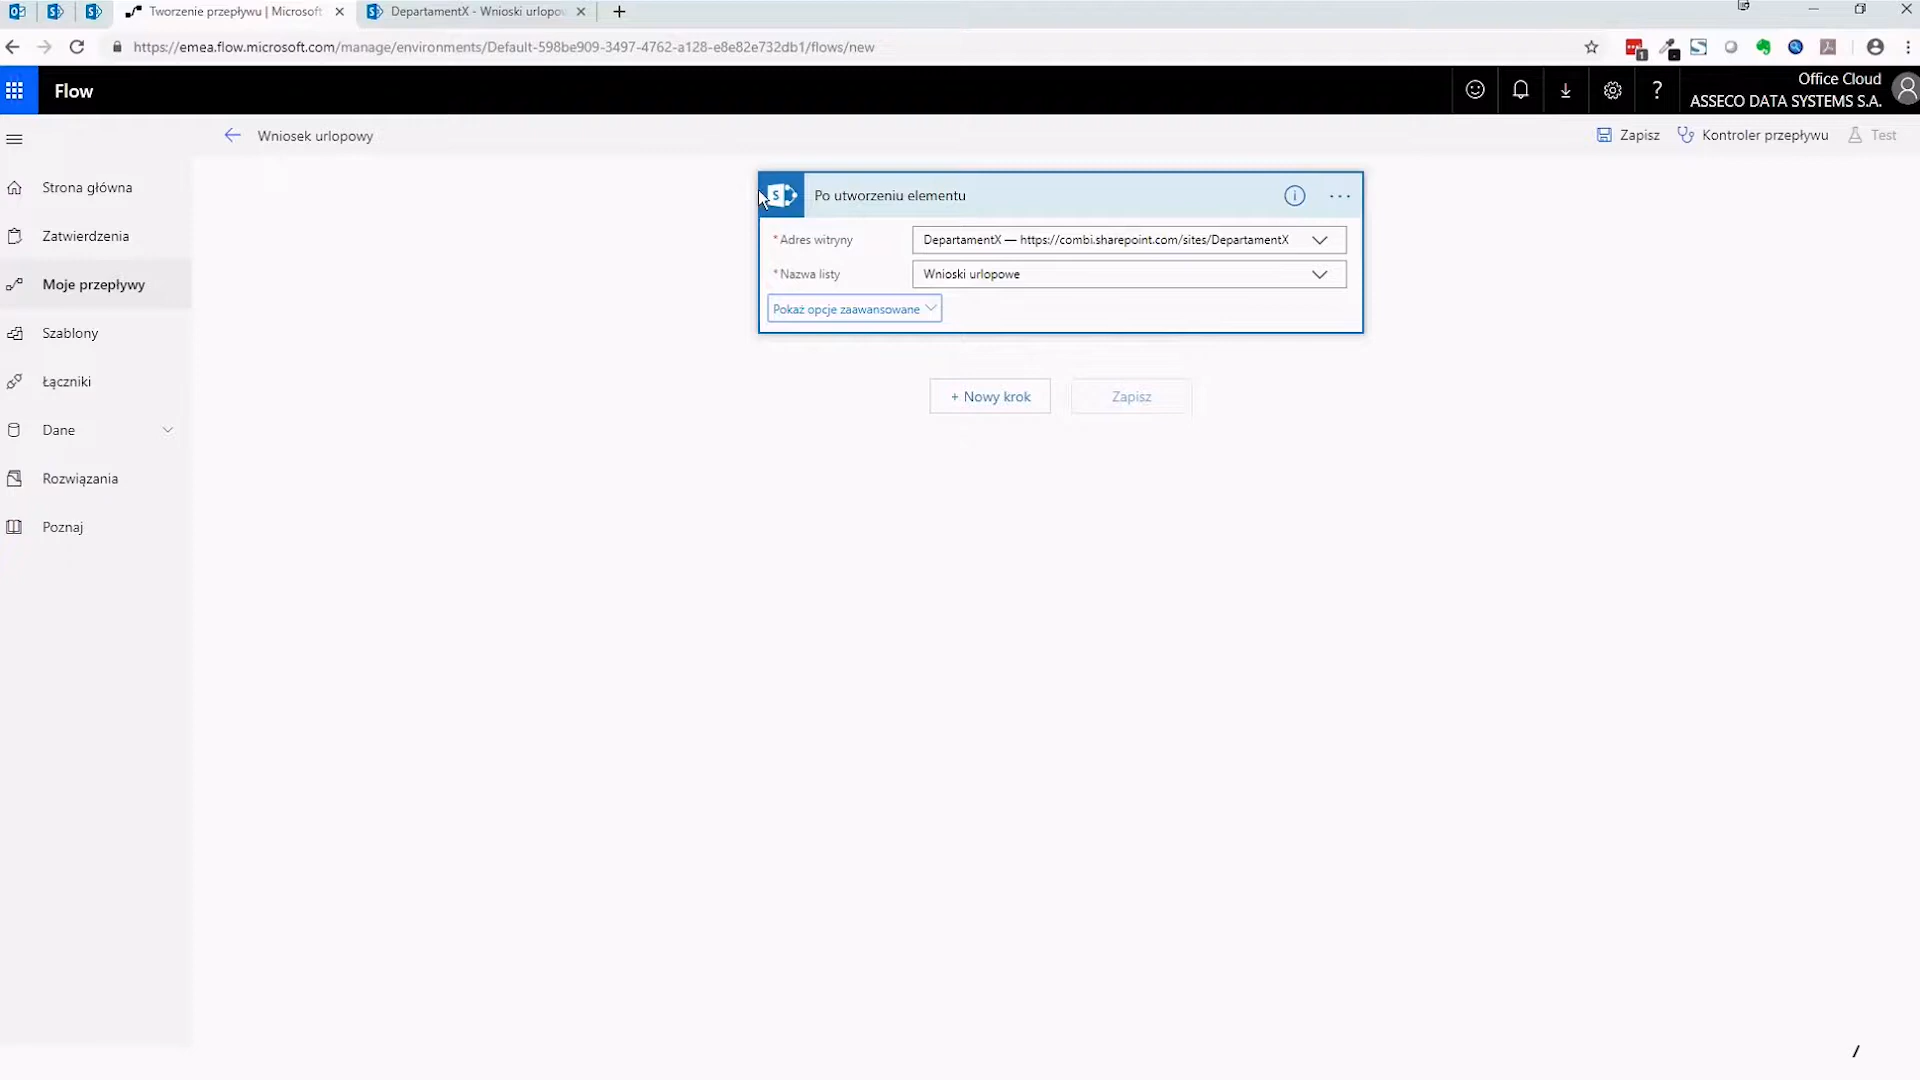 Tworzenie przepływu | Microsoft
DepartamentX - Wnioski urlopo
https://emea.flow.microsoft.com/manage/environments/Default-598be909-3497-4762-a128-e8e82e732db1/flows/new
Flow
Office Cloud
ASSECO DATA SYSTEMS S.A.
Wniosek urlopowy
Zapisz
Kontroler przepływu
Test
Strona główna
Zatwierdzenia
Moje przepływy
Szablony
Łączniki
Dane
Rozwiązania
Poznaj
Po utworzeniu elementu
* Adres witryny
DepartamentX — https://combi.sharepoint.com/sites/DepartamentX
* Nazwa listy
Wnioski urlopowe
Pokaż opcje zaawansowane
+ Nowy krok
Zapisz
/